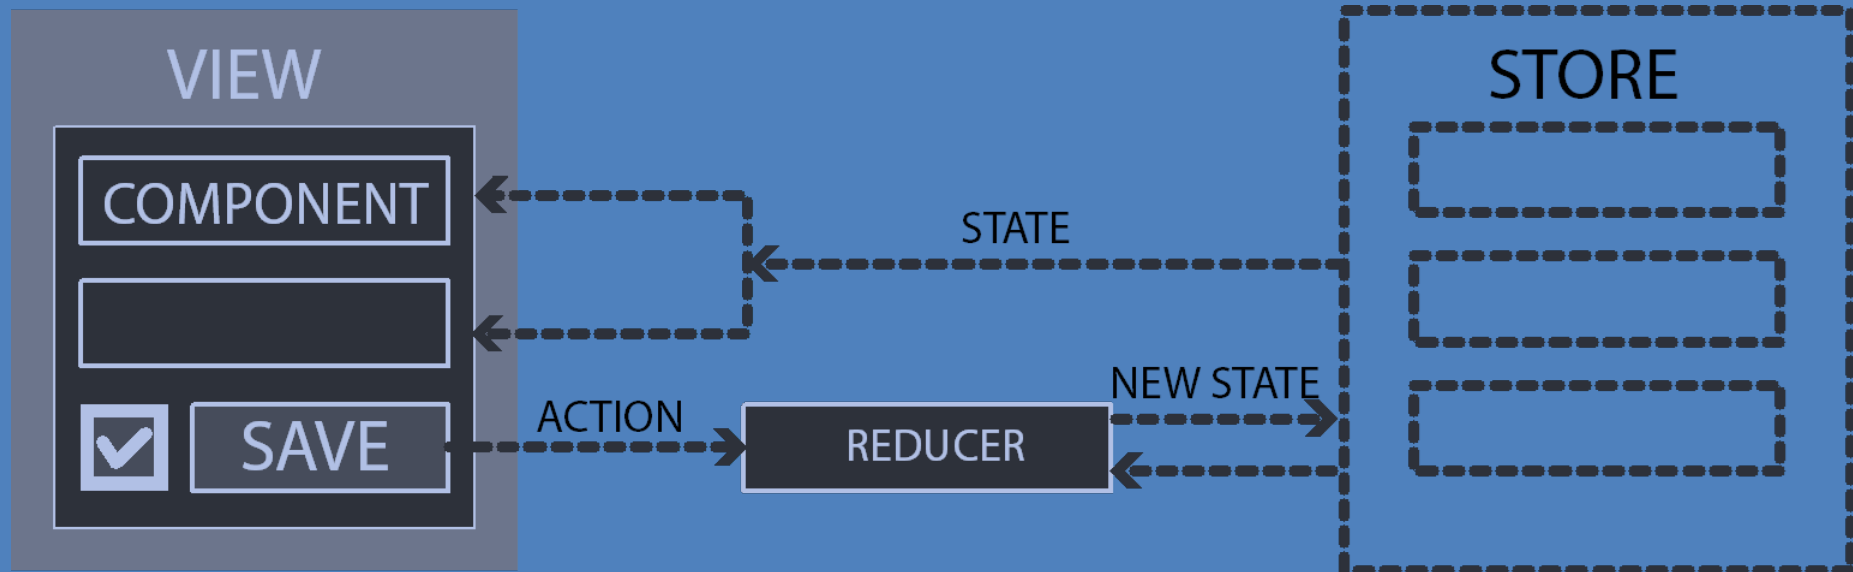 VIEW
STORE
COMPONENT
STATE
NEW STATE
ACTION
SAVE
REDUCER